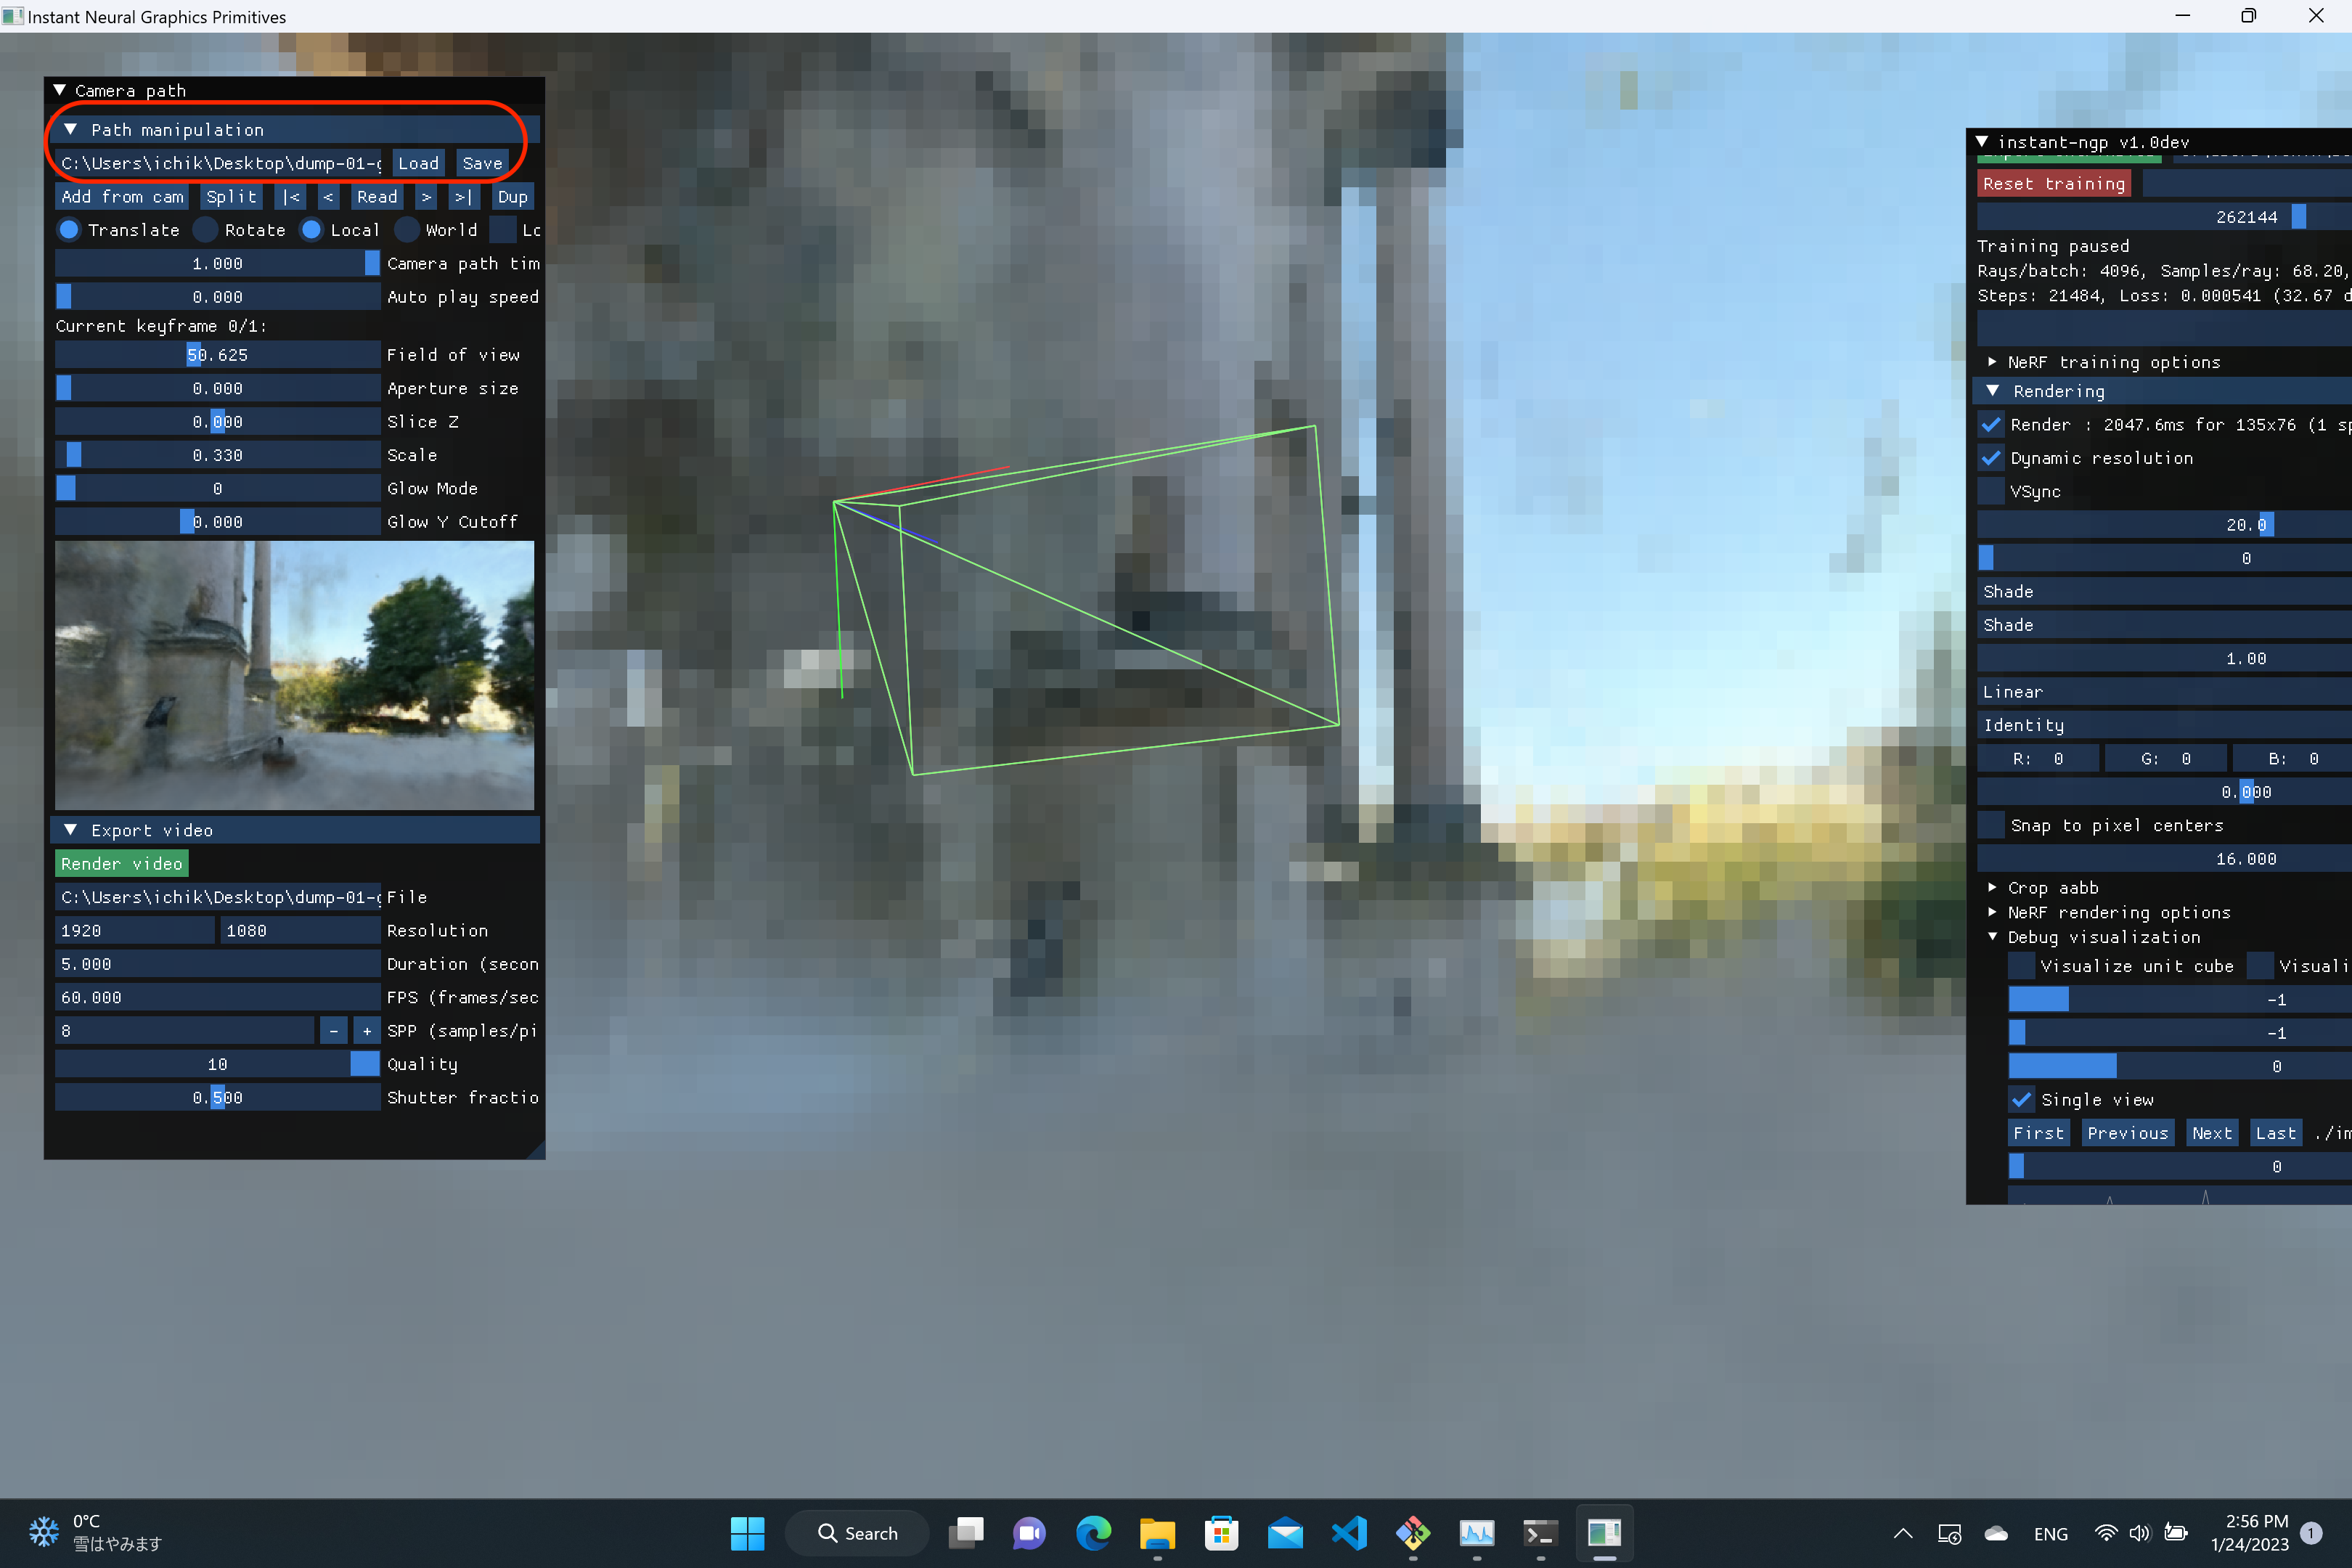 Instant Neural Graphics Primitives
Camera path
Path manipulation
C:\Users\ichik\Desktop\dump-01- Load Save
Add from cam Split |< < Read > >| Dup
Translate Rotate Local World Lo
1.000 Camera path tim
0.000 Auto play speed
Current keyframe 0/1:
50.625 Field of view
0.000 Aperture size
0.000 Slice Z
0.330 Scale
0 Glow Mode
0.000 Glow Y Cutoff
Export video
Render video
C:\Users\ichik\Desktop\dump-01- File
1920 1080 Resolution
5.000 Duration (secon
60.000 FPS (frames/sec
8 - + SPP (samples/pi
10 Quality
0.500 Shutter fractio
instant-ngp v1.0dev
Reset training
262144
Training paused
Rays/batch: 4096, Samples/ray: 68.20,
Steps: 21484, Loss: 0.000541 (32.67 d
NeRF training options
Rendering
Render : 2047.6ms for 135x76 (1 sp
Dynamic resolution
VSync
20.0
0
Shade
Shade
1.00
Linear
Identity
R: 0 G: 0 B: 0
0.000
Snap to pixel centers
16.000
Crop aabb
NeRF rendering options
Debug visualization
Visualize unit cube Visuali
-1
-1
0
Single view
First Previous Next Last ./im
0
0°C
雪はやみます
Search
ENG
2:56 PM
1/24/2023
1